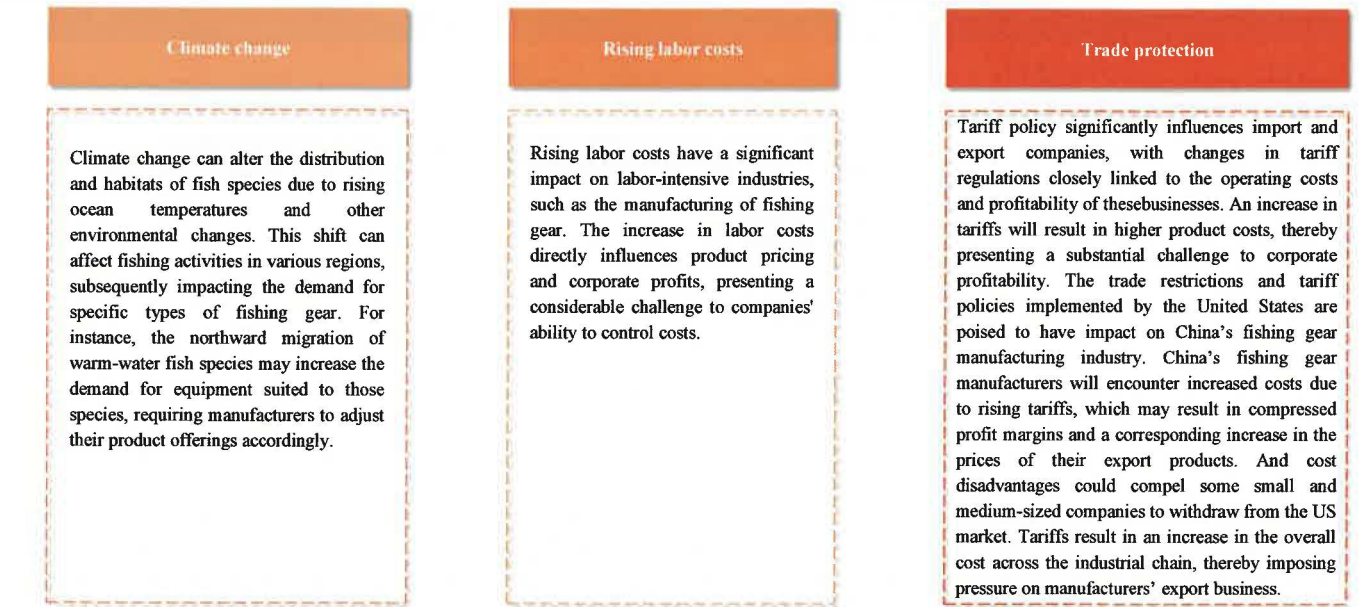 Climate change
Climate change can alter the distribution
and habitats of fish species due to rising
ocean temperatures and other
environmental changes. This shift can
affect fishing activities in various regions,
subsequently impacting the demand for
specific types of fishing gear. For
instance, the northward migration of
warm-water fish species may increase the
demand for equipment suited to those
species, requiring manufacturers to adjust
their product offerings accordingly.
Rising labor costs
Rising labor costs have a significant
impact on labor-intensive industries,
such as the manufacturing of fishing
gear. The increase in labor costs
directly influences product pricing
and corporate profits, presenting a
considerable challenge to companies'
ability to control costs.
Trade protection
Tariff policy significantly influences import and
export companies, with changes in tariff
regulations closely linked to the operating costs
and profitability of thesebusinesses. An increase in
tariffs will result in higher product costs, thereby
presenting a substantial challenge to corporate
profitability. The trade restrictions and tariff
policies implemented by the United States are
poised to have impact on China’s fishing gear
manufacturing industry. China’s fishing gear
manufacturers will encounter increased costs due
to rising tariffs, which may result in compressed
profit margins and a corresponding increase in the
prices of their export products. And cost
disadvantages could compel some small and
medium-sized companies to withdraw from the US
market. Tariffs result in an increase in the overall
cost across the industrial chain, thereby imposing
pressure on manufacturers’ export business.